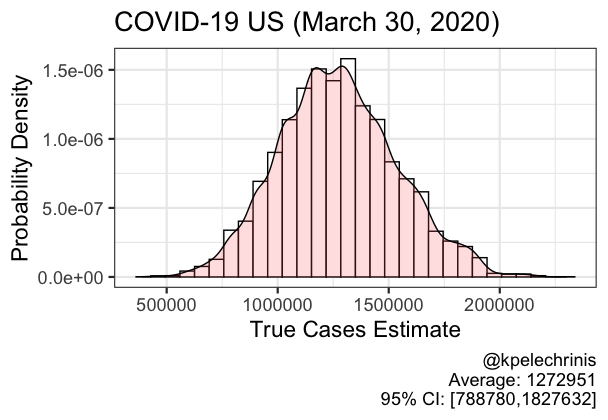 COVID-19 US (March 30, 2020)
Probability Density
1.5e-06
1.0e-06
5.0e-07
0.0e+00
500000 1000000 1500000 2000000
True Cases Estimate
@kpelechrinis
Average: 1272951
95% CI: [788780,1827632]